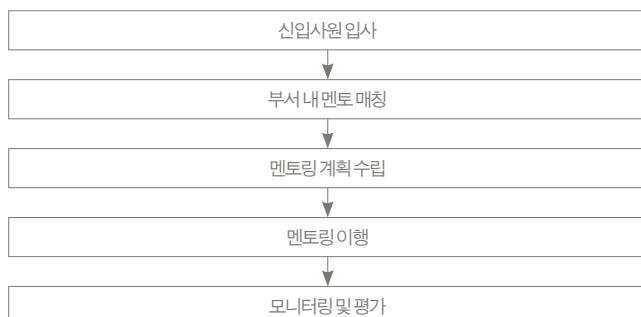 신입사원 입사
부서 내 멘토 매칭
멘토링 계획 수립
멘토링 이행
모니터링 및 평가